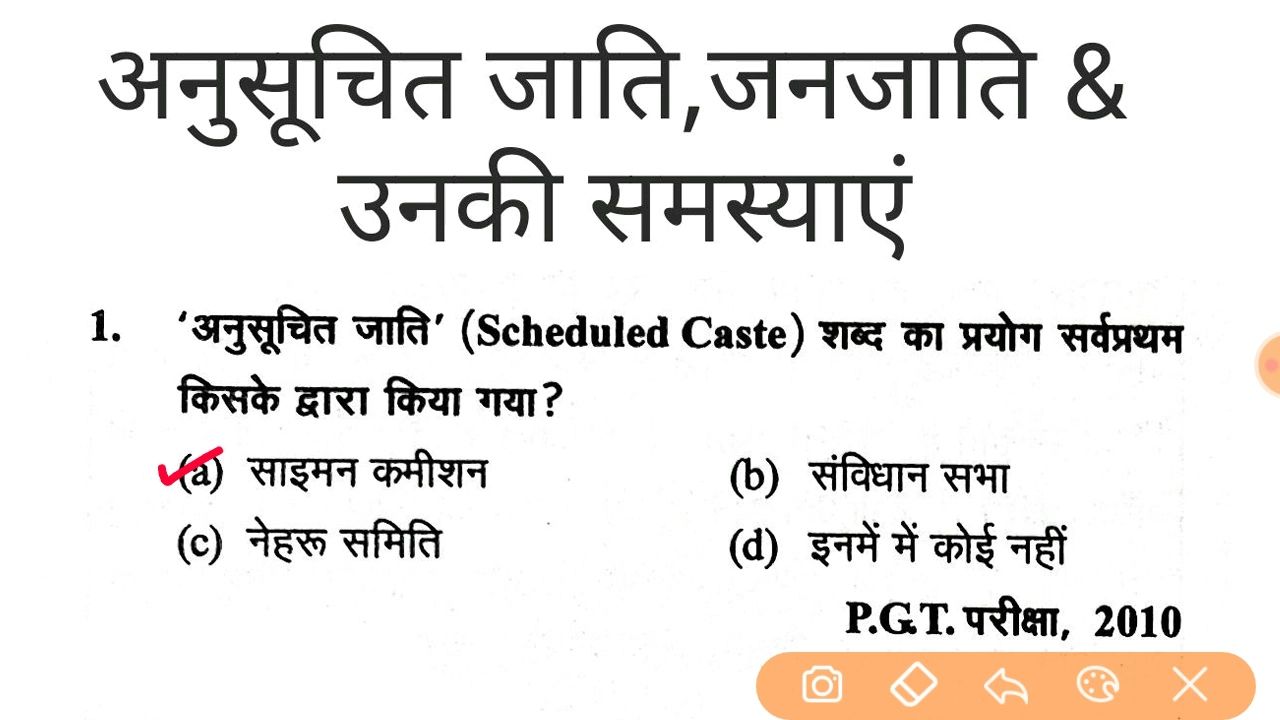 अनुसूचित जाति,जनजाति &
उनकी समस्याएं
1. ‘अनुसूचित जाति’ (Scheduled Caste) शब्द का प्रयोग सर्वप्रथम
किसके द्वारा किया गया?
(a) साइमन कमीशन (b) संविधान सभा
(c) नेहरू समिति (d) इनमें में कोई नहीं
P.G.T. परीक्षा, 2010